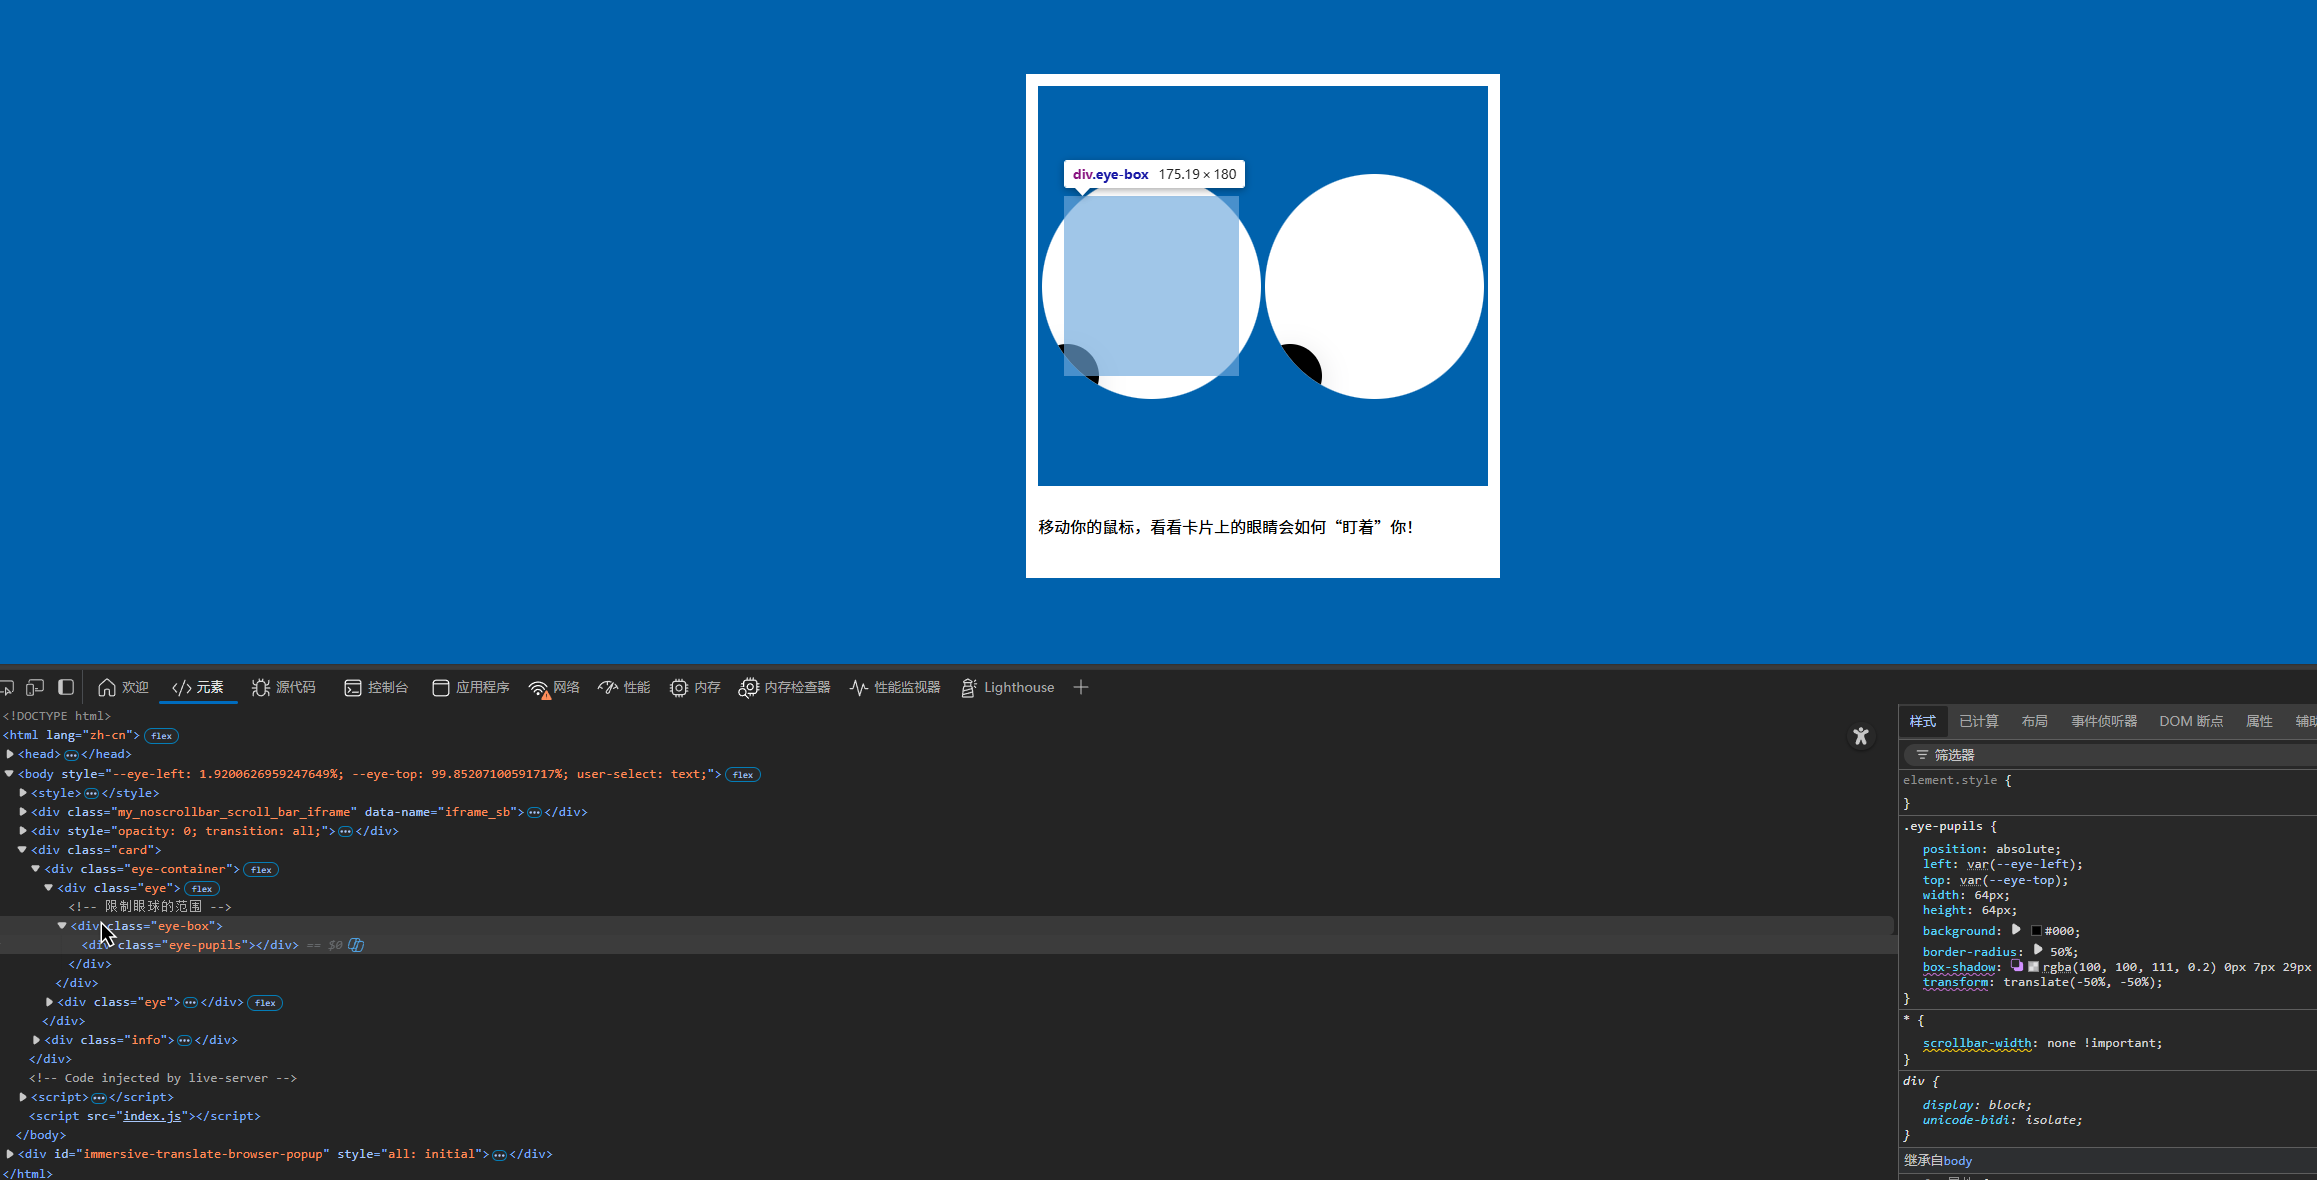 div.eye-box 175.19 × 180
移动你的鼠标，看看卡片上的眼睛会如何“盯着”你！
欢迎 </> 元素 源代码 控制台 应用程序 网络 性能 内存 内存检查器 性能监视器 Lighthouse
<!DOCTYPE html>
<html lang="zh-cn"> flex
<head> ··· </head>
<body style="--eye-left: 1.9200626959247649%; --eye-top: 99.85207100591717%; user-select: text;"> flex
<style> ··· </style>
<div class="my_noscrollbar_scroll_bar_iframe" data-name="iframe_sb"> ··· </div>
<div style="opacity: 0; transition: all;"> ··· </div>
<div class="card">
<div class="eye-container"> flex
<div class="eye"> flex
<!-- 限制眼球的范围 -->
<div class="eye-box">
<div class="eye-pupils"></div> == $0
</div>
</div>
<div class="eye"> ··· </div> flex
</div>
<div class="info"> ··· </div>
</div>
<!-- Code injected by live-server -->
<script> ··· </script>
<script src="index.js"></script>
</body>
<div id="immersive-translate-browser-popup" style="all: initial"> ··· </div>
</html>
样式 已计算 布局 事件侦听器 DOM 断点 属性
筛选器
element.style {
}
.eye-pupils {
position: absolute;
left: var(--eye-left);
top: var(--eye-top);
width: 64px;
height: 64px;
background: #000;
border-radius: 50%;
box-shadow: rgba(100, 100, 111, 0.2) 0px 7px 29px
transform: translate(-50%, -50%);
}
* {
scrollbar-width: none !important;
}
div {
display: block;
unicode-bidi: isolate;
}
继承自body